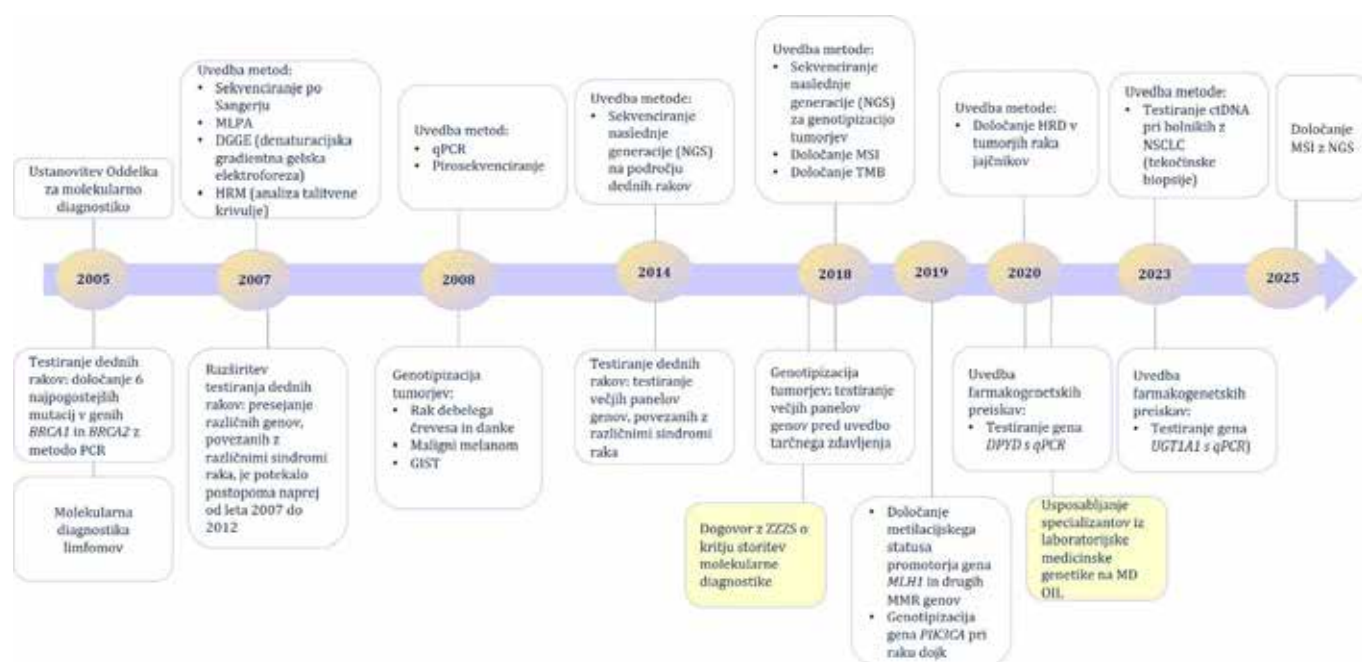 Ustanovitev Oddelka
za molekularno
diagnostiko
Uvedba metod:
• Sekvenciranje po
Sangerju
• MLPA
• DGGE (denaturacijska
gradientna gelska
elektroforeza)
• HRM (analiza talitvene
krivulje)
Uvedba metod:
• qPCR
• Pirosekvenciranje
Uvedba metode:
• Sekvenciranje
naslednje
generacije (NGS)
na področju
dednih rakov
Uvedba metode:
• Sekvenciranje
naslednje
generacije (NGS)
za genotipizacijo
tumorjev
• Določanje MSI
• Določanje TMB
Uvedba metode:
• Določanje HRD v
tumorjih raka
jajčnikov
Uvedba metode:
• Testiranje ctDNA
pri bolnikih z
NSCLC
(tekočinske
biopsije)
Določanje
MSI z NGS
2005
2007
2008
2014
2018
2019
2020
2023
2025
Testiranje dednih
rakov: določanje 6
najpogostejših
mutacij v genih
BRCA1 in BRCA2 z
metodo PCR
Molekularna
diagnostika
limfomov
Razširitev
testiranja dednih
rakov: presejanje
različnih genov,
povezanih z
različnimi sindromi
raka, je potekalo
postopoma naprej
od leta 2007 do
2012
Genotipizacija
tumorjev:
• Rak debelega
črevesa in danke
• Maligni melanom
• GIST
Testiranje dednih
rakov: testiranje
večjih panelov
genov, povezanih z
različnimi sindromi
raka
Genotipizacija
tumorjev: testiranje
večjih panelov
genov pred uvedbo
tarčnega zdavljenja
Dogovor z ZZZS o
kritju storitev
molekularne
diagnostike
• Določanje
metilacijskega
statusa
promotorja gena
MLH1 in drugih
MMR genov
• Genotipizacija
gena PIK3CA pri
raku dojk
Uvedba
farmakogenetskih
preiskav:
• Testiranje gena
DPYD s qPCR
Usposabljanje
specializantov iz
laboratorijske
medicinske
genetike na MD
OIL
Uvedba
farmakogenetskih
preiskav:
• Testiranje gena
UGT1A1 s qPCR)